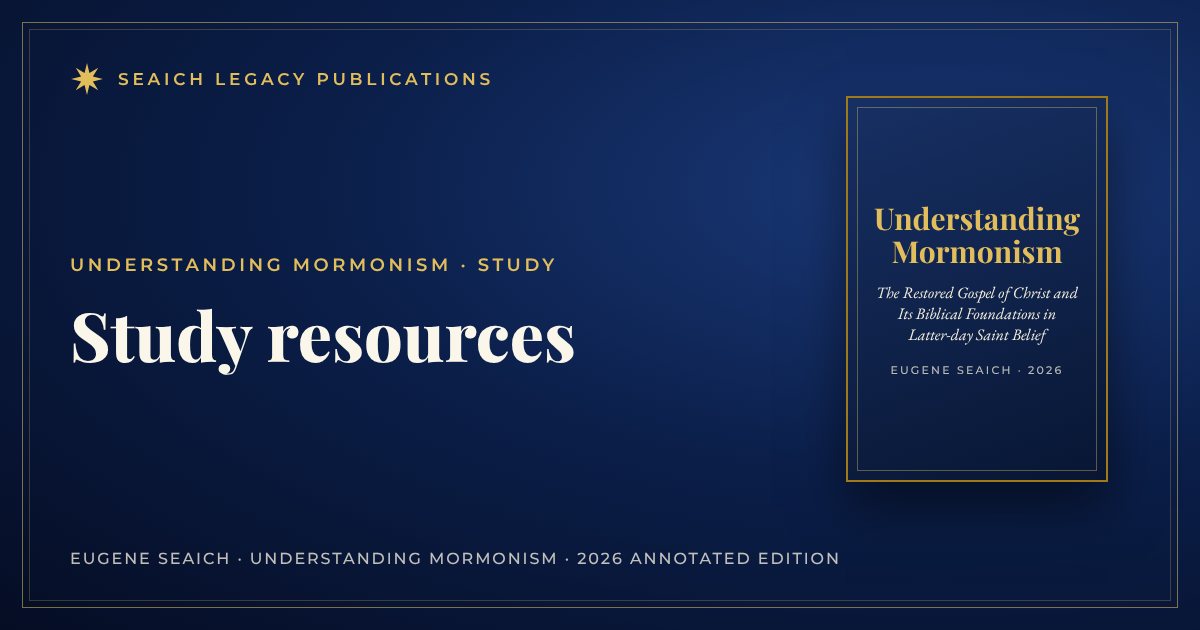 SEAICH LEGACY PUBLICATIONS
UNDERSTANDING MORMONISM · STUDY
Study resources
Understanding
Mormonism
The Restored Gospel of Christ and
Its Biblical Foundations in
Latter-day Saint Belief
EUGENE SEAICH · 2026
EUGENE SEAICH · UNDERSTANDING MORMONISM · 2026 ANNOTATED EDITION